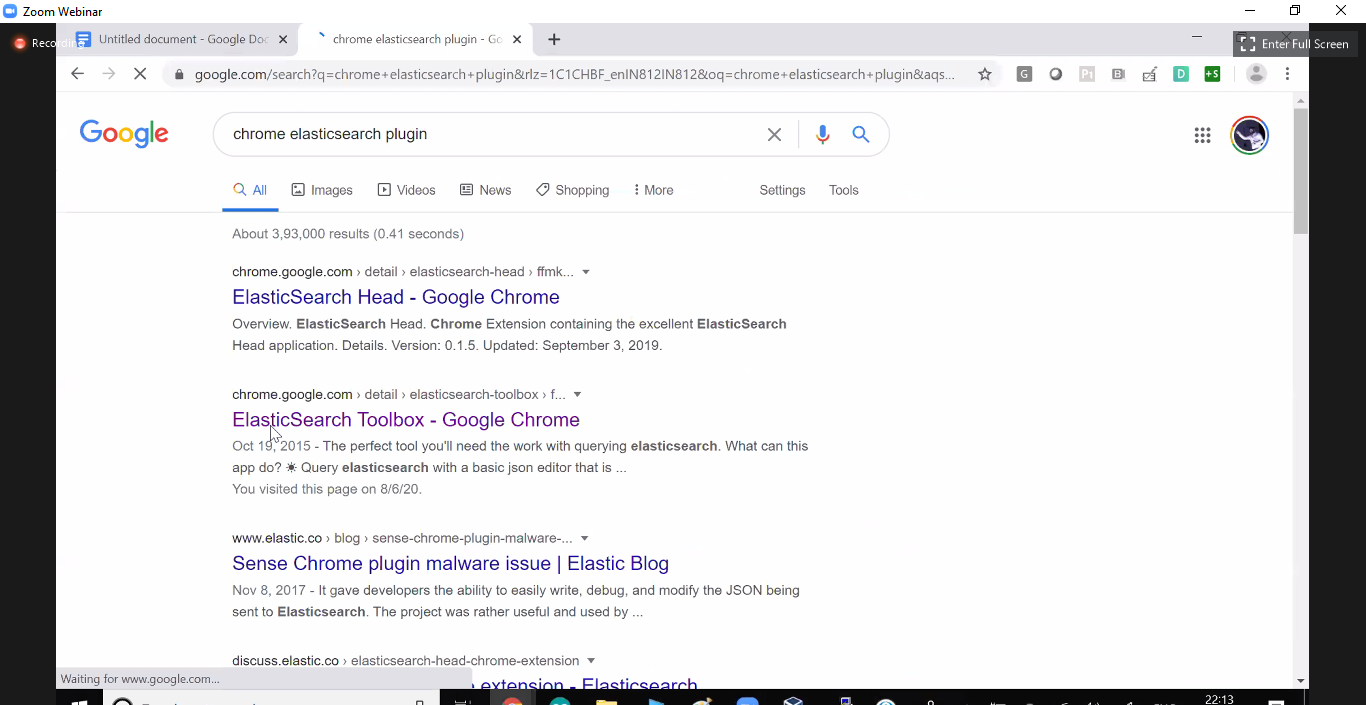 Zoom Webinar
Recording
Untitled document - Google Doc
chrome elasticsearch plugin - Go
Enter Full Screen
google.com/search?q=chrome+elasticsearch+plugin&rlz=1C1CHBF_enIN812IN812&oq=chrome+elasticsearch+plugin&aqs...
Google
chrome elasticsearch plugin
All Images Videos News Shopping More Settings Tools
About 3,93,000 results (0.41 seconds)
chrome.google.com › detail › elasticsearch-head › ffmk...
ElasticSearch Head - Google Chrome
Overview. ElasticSearch Head. Chrome Extension containing the excellent ElasticSearch
Head application. Details. Version: 0.1.5. Updated: September 3, 2019.
chrome.google.com › detail › elasticsearch-toolbox › f...
ElasticSearch Toolbox - Google Chrome
Oct 19, 2015 - The perfect tool you'll need the work with querying elasticsearch. What can this
app do? ☀ Query elasticsearch with a basic json editor that is ...
You visited this page on 8/6/20.
www.elastic.co › blog › sense-chrome-plugin-malware-...
Sense Chrome plugin malware issue | Elastic Blog
Nov 8, 2017 - It gave developers the ability to easily write, debug, and modify the JSON being
sent to Elasticsearch. The project was rather useful and used by ...
discuss.elastic.co › elasticsearch-head-chrome-extension
extension - Elasticsearch
Waiting for www.google.com...
22:13